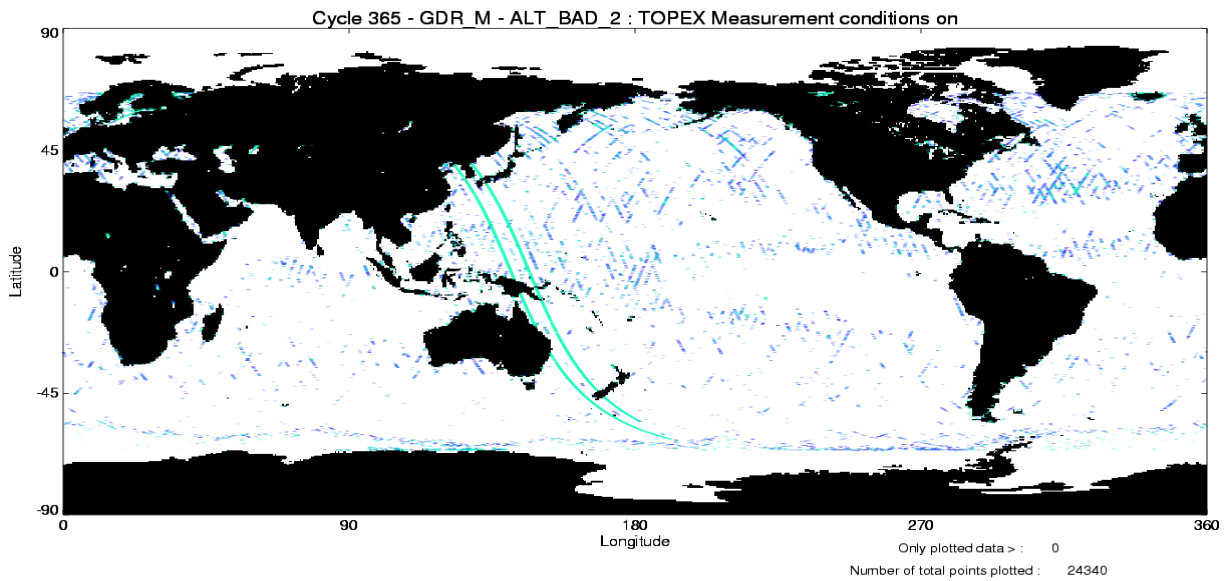 Cycle 365 - GDR_M - ALT_BAD_2 : TOPEX Measurement conditions on
90
45
0
-45
-90
Latitude
0 90 180 270 360
Longitude
Only plotted data > : 0
Number of total points plotted : 24340